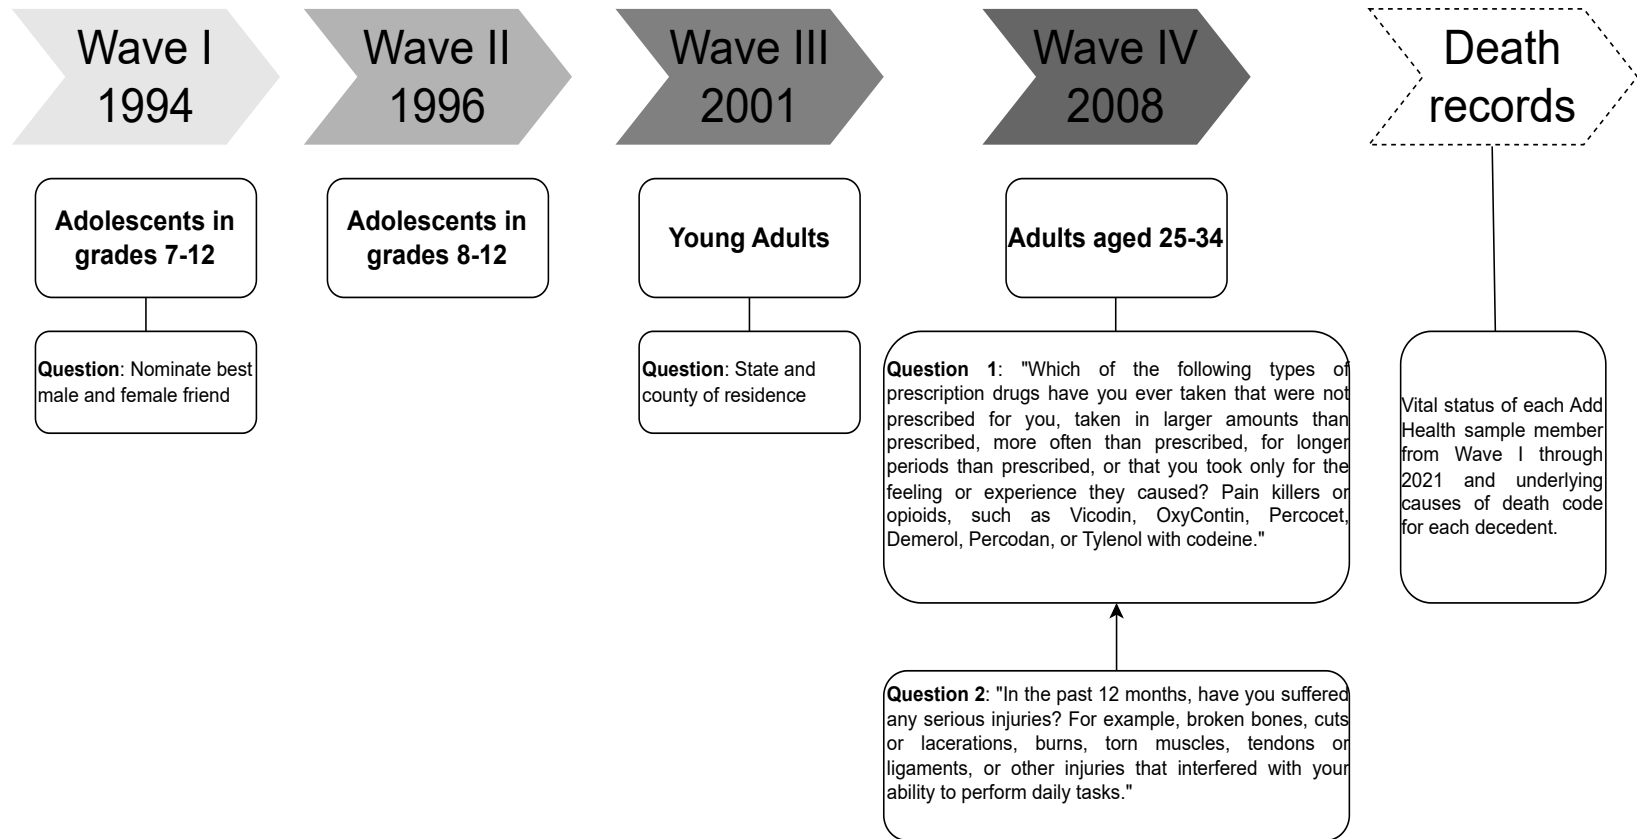 Wave I
1994
Wave II
1996
Wave III
2001
Wave IV
2008
Death
records
Adolescents in
grades 7-12
Adolescents in
grades 8-12
Young Adults
Adults aged 25-34
Question: Nominate best
male and female friend
Question: State and
county of residence
Question 1: "Which of the following types of
prescription drugs have you ever taken that were not
prescribed for you, taken in larger amounts than
prescribed, more often than prescribed, for longer
periods than prescribed, or that you took only for the
feeling or experience they caused? Pain killers or
opioids, such as Vicodin, OxyContin, Percocet,
Demerol, Percodan, or Tylenol with codeine."
Vital status of each Add
Health sample member
from Wave I through
2021 and underlying
causes of death code
for each decedent.
Question 2: "In the past 12 months, have you suffered
any serious injuries? For example, broken bones, cuts
or lacerations, burns, torn muscles, tendons or
ligaments, or other injuries that interfered with your
ability to perform daily tasks."